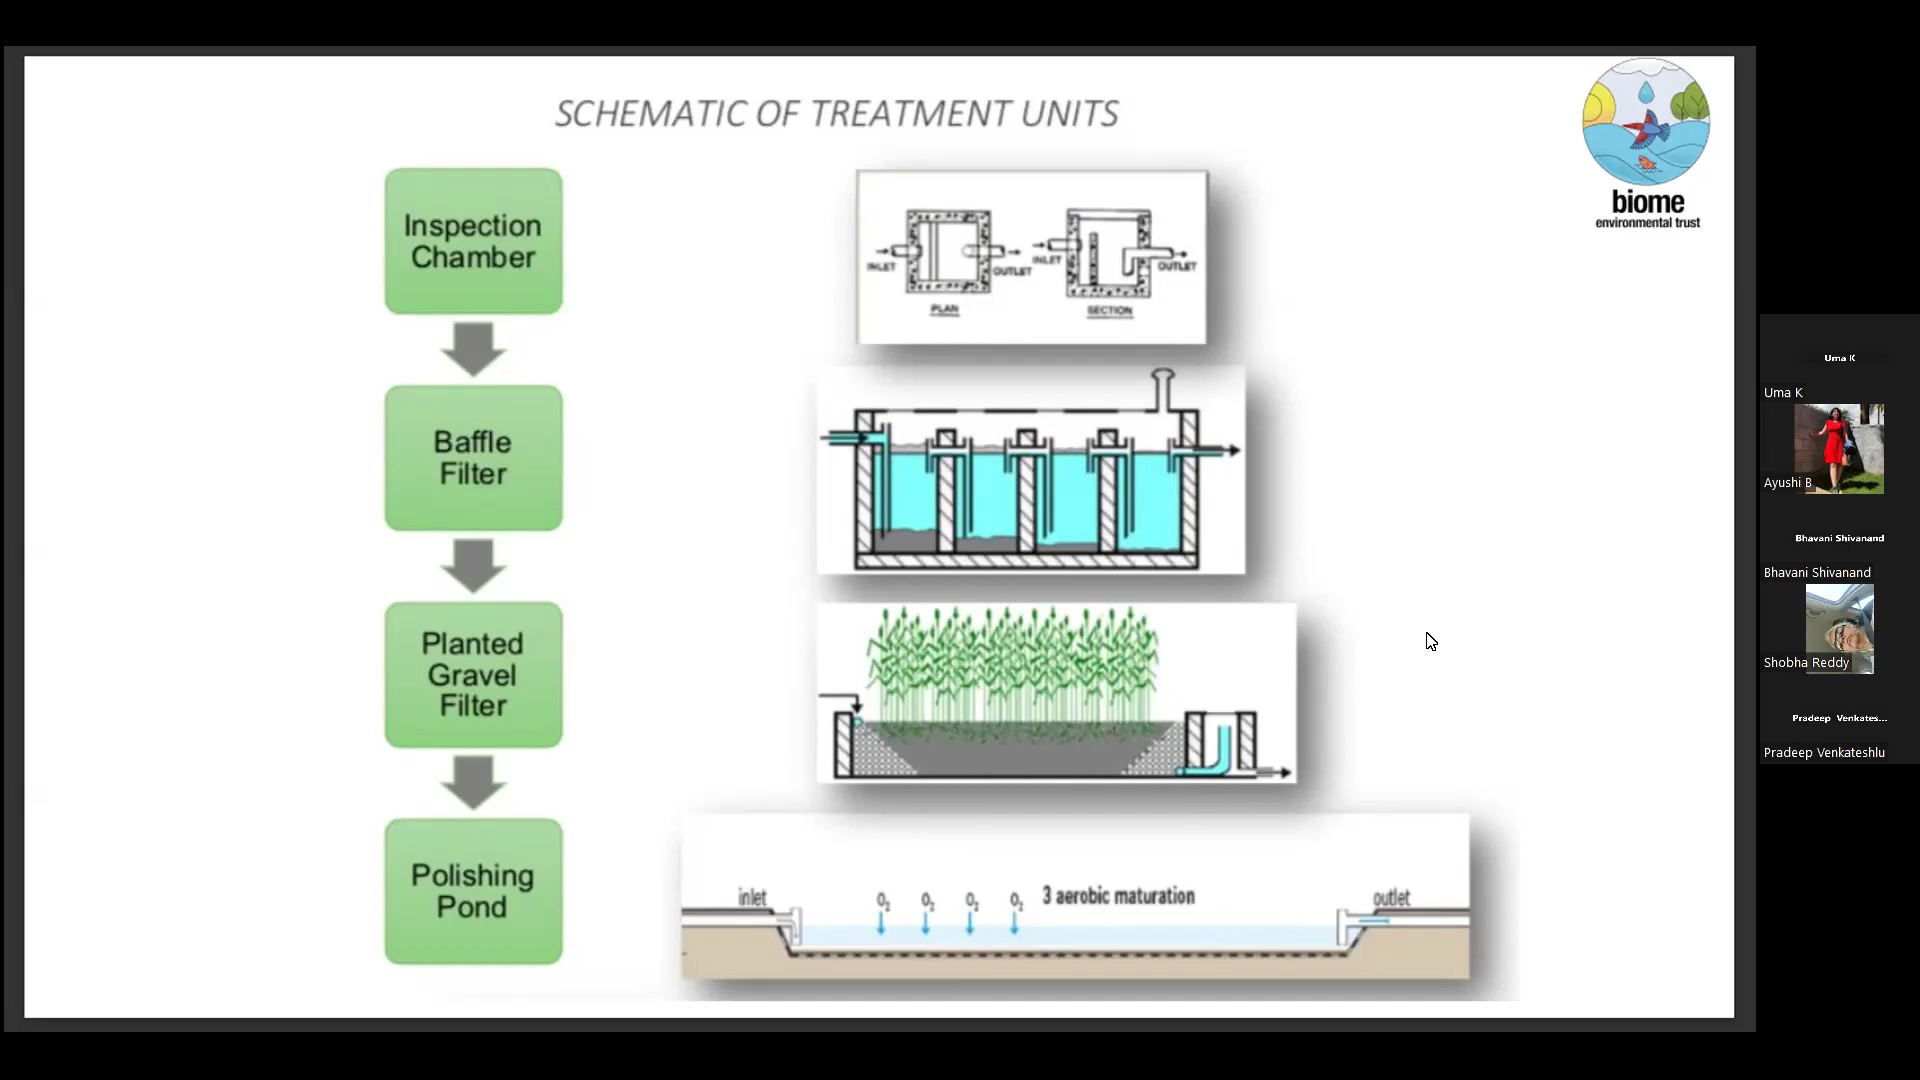 SCHEMATIC OF TREATMENT UNITS
biome
environmental trust
Inspection
Chamber
INLET
OUTLET
PLAN
INLET
OUTLET
SECTION
Baffle
Filter
Planted
Gravel
Filter
Polishing
Pond
inlet
O₂ O₂ O₂ O₂
3 aerobic maturation
outlet
Uma K
Uma K
Ayushi B
Bhavani Shivanand
Bhavani Shivanand
Shobha Reddy
Pradeep Venkates...
Pradeep Venkateshlu